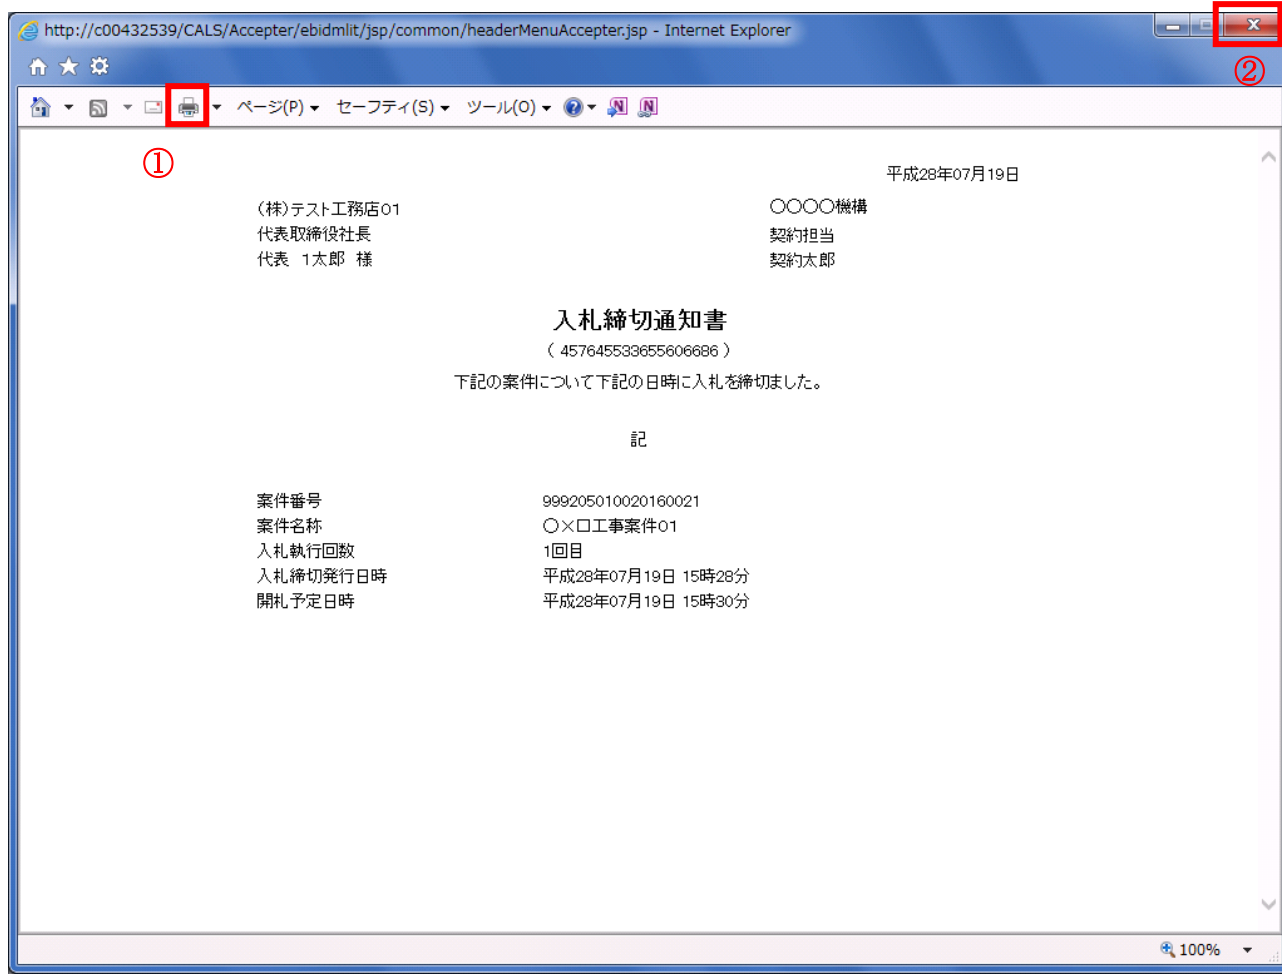 http://c00432539/CALS/Accepter/ebidmlit/jsp/common/headerMenuAccepter.jsp - Internet Explorer
②
ページ(P) セーフティ(S) ツール(O)
①
平成28年07月19日
(株)テスト工務店01
代表取締役社長
代表 1太郎 様
〇〇〇〇機構
契約担当
契約太郎
入札締切通知書
( 457645533655606686 )
下記の案件について下記の日時に入札を締切ました。
記
案件番号 999205010020160021
案件名称 〇×口工事案件01
入札執行回数 1回目
入札締切発行日時 平成28年07月19日 15時28分
開札予定日時 平成28年07月19日 15時30分
100%